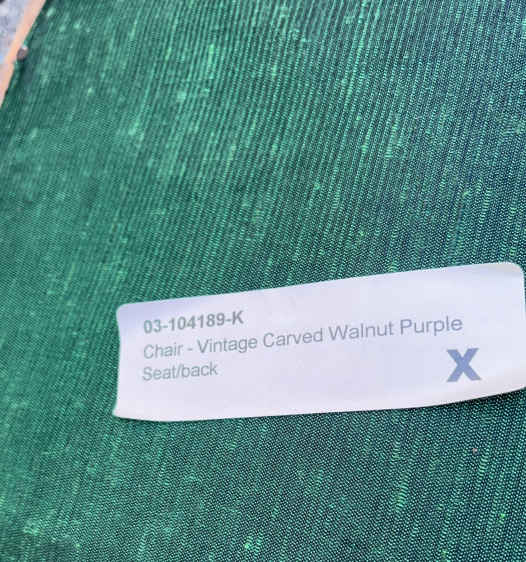 03-104189-K
Chair - Vintage Carved Walnut Purple
Seat/back
X